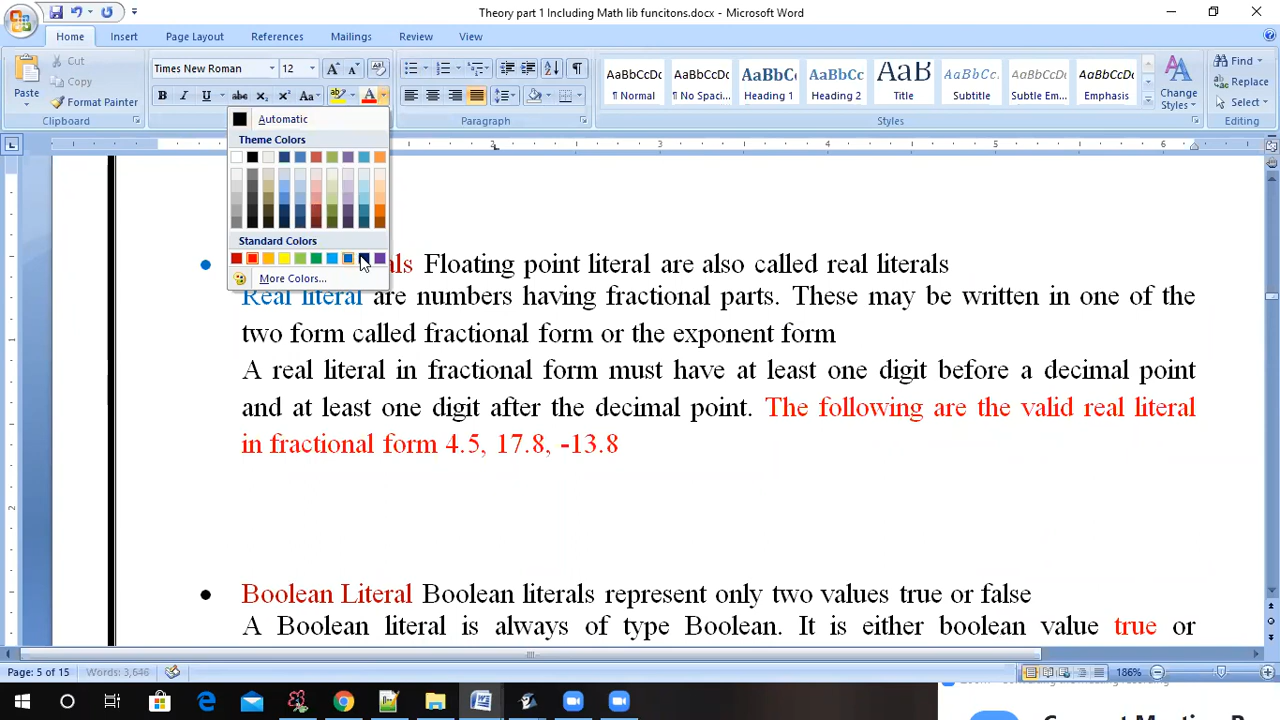 Theory part 1 Including Math lib funcitons.docx - Microsoft Word
Home Insert Page Layout References Mailings Review View
Paste
Cut
Copy
Format Painter
Clipboard
Times New Roman 12
Paragraph
AaBbCcDc AaBbCcDc AaBbCc AaBbCc AaBb AaBbCc. AaBbCcDc AaBbCcDc
¶ Normal ¶ No Spaci... Heading 1 Heading 2 Title Subtitle Subtle Em... Emphasis
Change Styles
Styles
Find
Replace
Select
Editing
Automatic
Theme Colors
Standard Colors
More Colors...
2 3 4 5 6
als Floating point literal are also called real literals
Real literal are numbers having fractional parts. These may be written in one of the
two form called fractional form or the exponent form
A real literal in fractional form must have at least one digit before a decimal point
and at least one digit after the decimal point. The following are the valid real literal
in fractional form 4.5, 17.8, -13.8
Boolean Literal Boolean literals represent only two values true or false
A Boolean literal is always of type Boolean. It is either boolean value true or
Page: 5 of 15 Words: 3,646 186%